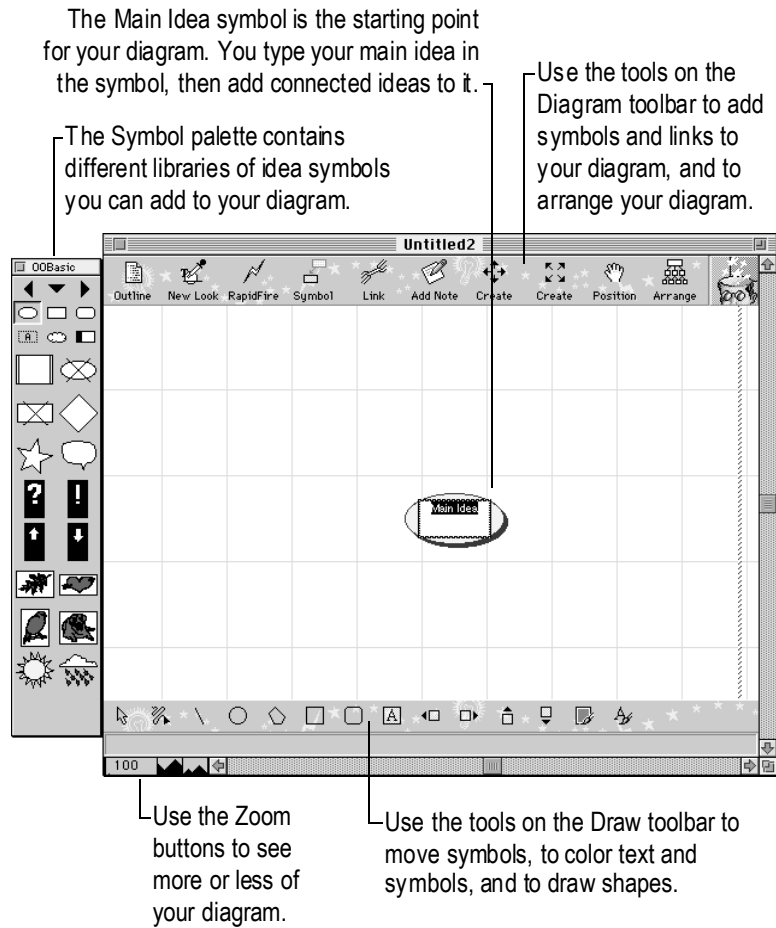 The Main Idea symbol is the starting point
for your diagram. You type your main idea in
the symbol, then add connected ideas to it.
Use the tools on the
Diagram toolbar to add
symbols and links to
your diagram, and to
arrange your diagram.
The Symbol palette contains
different libraries of idea symbols
you can add to your diagram.
Untitled2
00Basic
Outline New Look RapidFire Symbol Link Add Note Create Create Position Arrange
A
? !
Main Idea
A
100
Use the Zoom
buttons to see
more or less of
your diagram.
Use the tools on the Draw toolbar to
move symbols, to color text and
symbols, and to draw shapes.